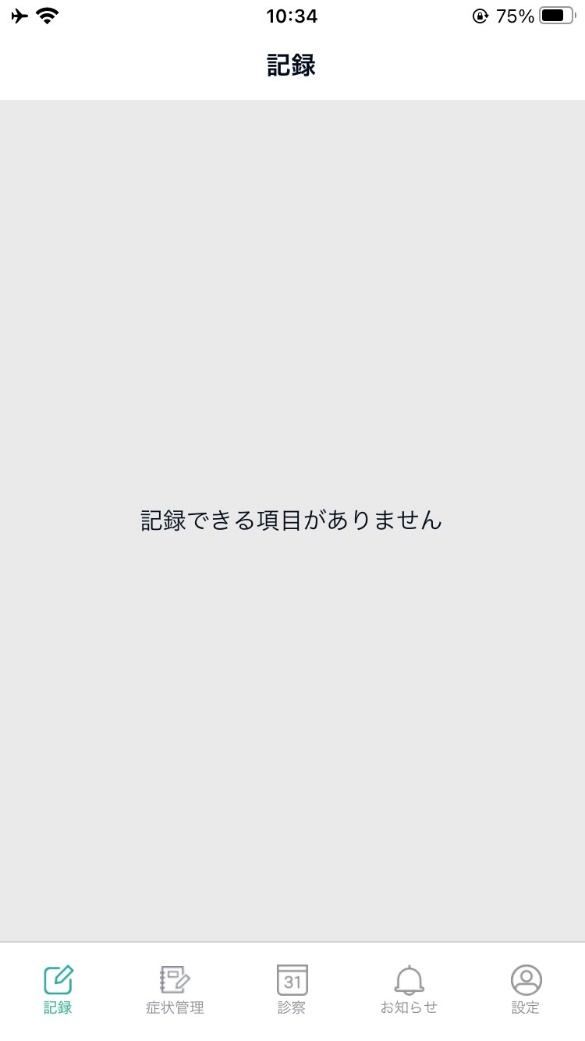 10:34
75%
記録
記録できる項目がありません
31
記録
症状管理
診察
お知らせ
設定